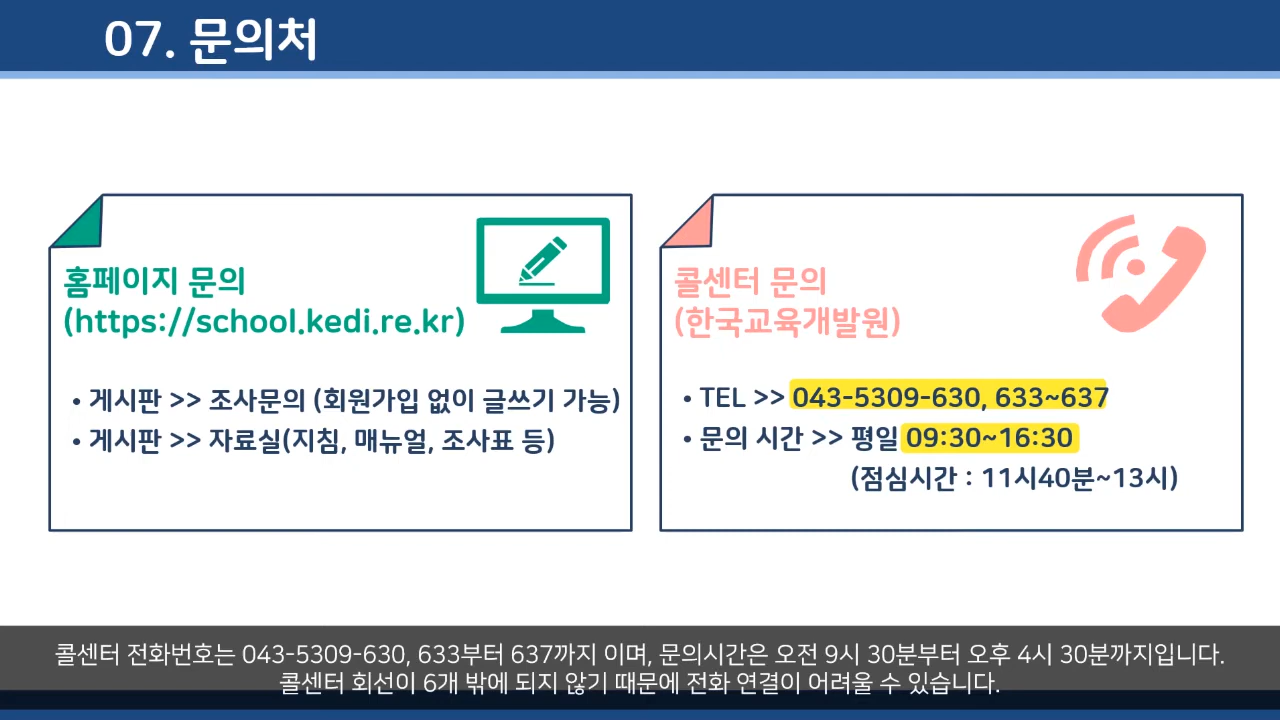 07. 문의처
홈페이지 문의
(https://school.kedi.re.kr)
• 게시판 >> 조사문의 (회원가입 없이 글쓰기 가능)
• 게시판 >> 자료실(지침, 매뉴얼, 조사표 등)
콜센터 문의
(한국교육개발원)
• TEL >> 043-5309-630, 633~637
• 문의 시간 >> 평일 09:30~16:30
(점심시간 : 11시40분~13시)
콜센터 전화번호는 043-5309-630, 633부터 637까지 이며, 문의시간은 오전 9시 30분부터 오후 4시 30분까지입니다.
콜센터 회선이 6개 밖에 되지 않기 때문에 전화 연결이 어려울 수 있습니다.